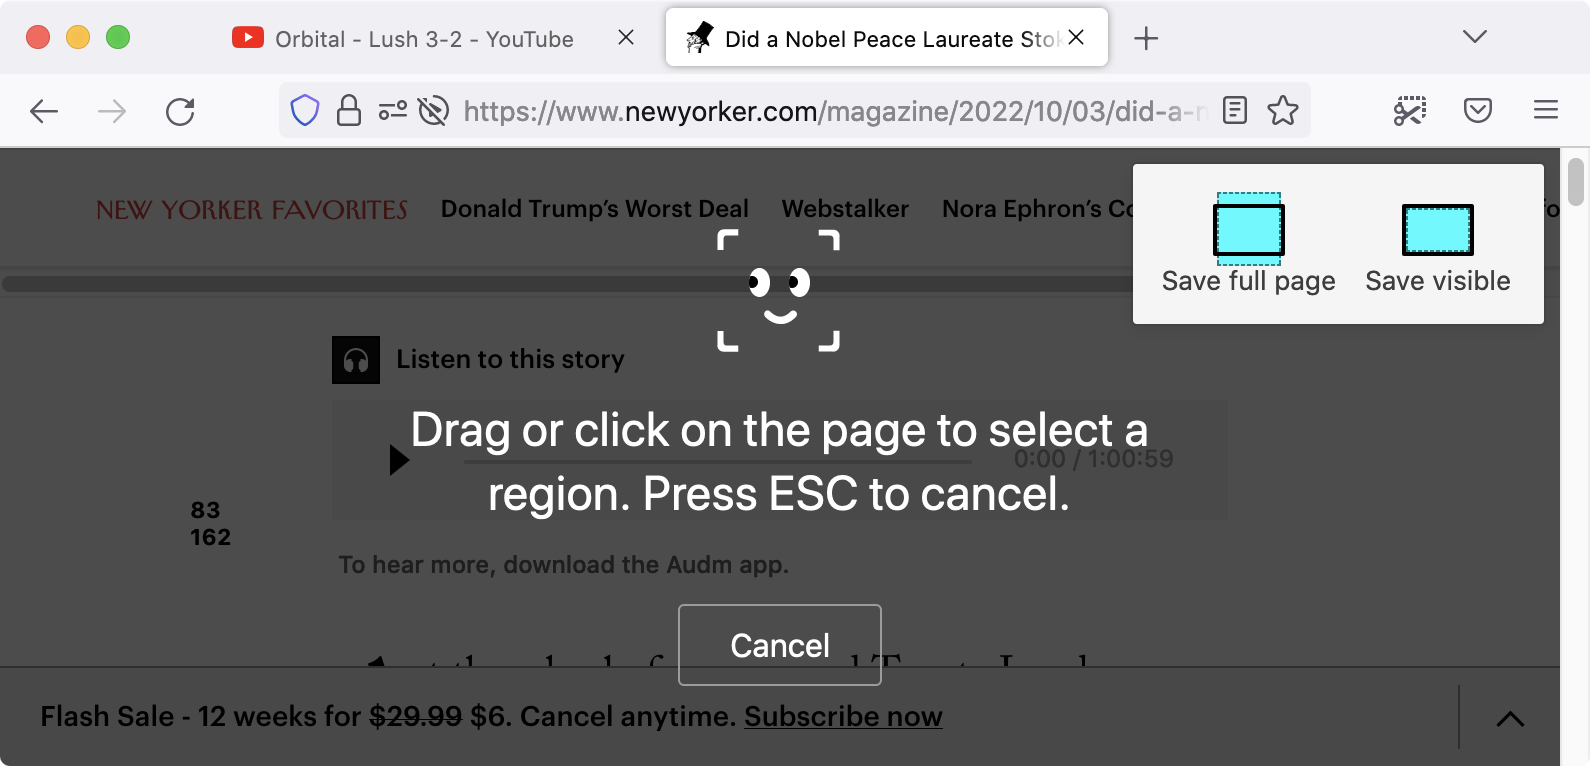 Orbital - Lush 3-2 - YouTube
Did a Nobel Peace Laureate Stok
https://www.newyorker.com/magazine/2022/10/03/did-a-n
NEW YORKER FAVORITES
Donald Trump's Worst Deal
Webstalker
Nora Ephron's Co
fo
Save full page
Save visible
Listen to this story
Drag or click on the page to select a
region. Press ESC to cancel.
0:00 / 1:00:59
83
162
To hear more, download the Audm app.
Cancel
Flash Sale - 12 weeks for $29.99 $6. Cancel anytime. Subscribe now